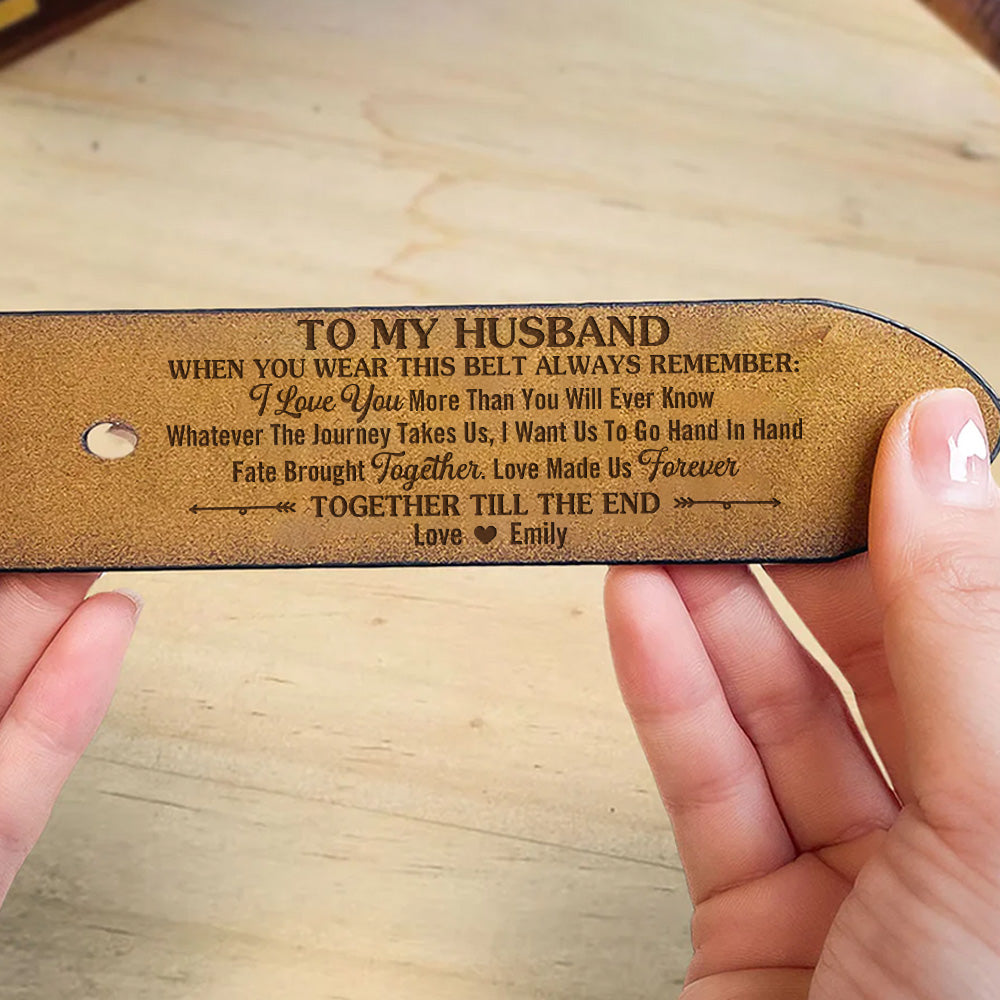 TO MY HUSBAND
WHEN YOU WEAR THIS BELT ALWAYS REMEMBER:
I Love You More Than You Will Ever Know
Whatever The Journey Takes Us, I Want Us To Go Hand In Hand
Fate Brought Together. Love Made Us Forever
TOGETHER TILL THE END
Love ♥ Emily